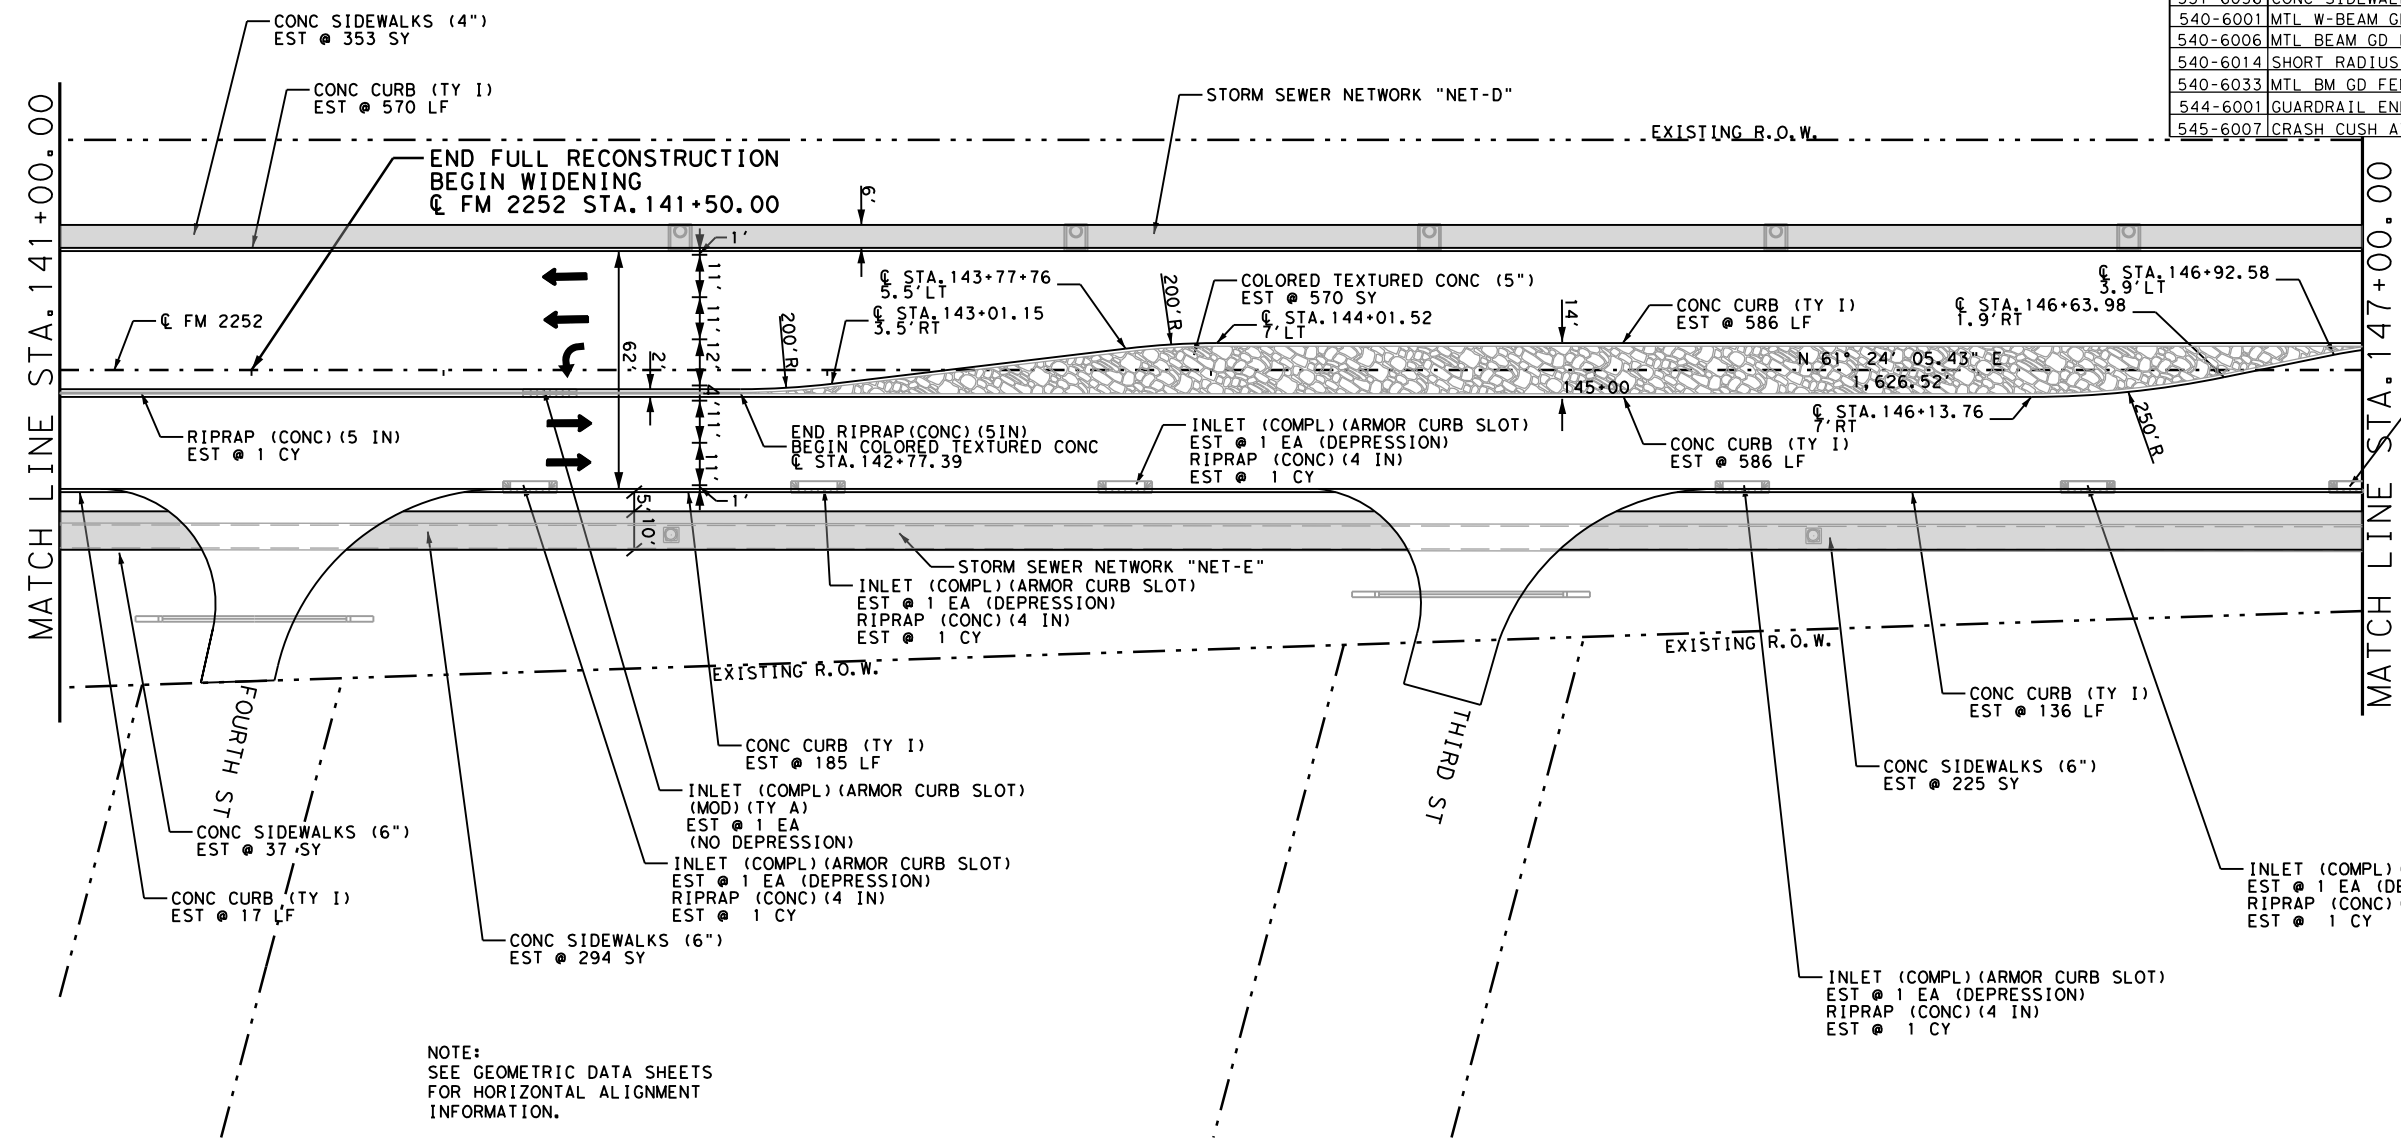 CONC SIDEWALKS (4")
EST @ 353 SY
CONC CURB (TY I)
EST @ 570 LF
540-6001 MTL W-BEAM
540-6006 MTL BEAM GD
540-6014 SHORT RADIUS
540-6033 MTL BM GD
544-6001 GUARDRAIL
545-6007 CRASH CUSH
STORM SEWER NETWORK "NET-D"
EXISTING R.O.W.
END FULL RECONSTRUCTION
BEGIN WIDENING
℄ FM 2252 STA.141+50.00
MATCH LINE STA.141+00.00
MATCH LINE STA.147+00.00
6'
1'
11'
11'
12'
4'
11'
11'
1'
62'
2'
5'
10'
℄ FM 2252
℄ STA.143+77+76
5.5'LT
℄ STA.143+01.15
3.5'RT
200'R
200'R
COLORED TEXTURED CONC (5")
EST @ 570 SY
℄ STA.144+01.52
7'LT
14'
CONC CURB (TY I)
EST @ 586 LF
℄ STA.146+92.58
3.9'LT
℄ STA.146+63.98
1.9'RT
N 61° 24' 05.43" E
1,626.52'
145+00
℄ STA.146+13.76
7'RT
250'R
RIPRAP (CONC)(5 IN)
EST @ 1 CY
END RIPRAP(CONC)(5IN)
BEGIN COLORED TEXTURED CONC
℄ STA.142+77.39
INLET (COMPL)(ARMOR CURB SLOT)
EST @ 1 EA (DEPRESSION)
RIPRAP (CONC)(4 IN)
EST @ 1 CY
CONC CURB (TY I)
EST @ 586 LF
STORM SEWER NETWORK "NET-E"
INLET (COMPL)(ARMOR CURB SLOT)
EST @ 1 EA (DEPRESSION)
RIPRAP (CONC)(4 IN)
EST @ 1 CY
EXISTING R.O.W.
EXISTING R.O.W.
FOURTH ST
THIRD ST
CONC CURB (TY I)
EST @ 136 LF
CONC CURB (TY I)
EST @ 185 LF
CONC SIDEWALKS (6")
EST @ 225 SY
INLET (COMPL)(ARMOR CURB SLOT)
(MOD)(TY A)
EST @ 1 EA
(NO DEPRESSION)
CONC SIDEWALKS (6")
EST @ 37 SY
INLET (COMPL)(ARMOR CURB SLOT)
EST @ 1 EA (DEPRESSION)
RIPRAP (CONC)(4 IN)
EST @ 1 CY
CONC CURB (TY I)
EST @ 17 LF
INLET (COMPL)
EST @ 1 EA
RIPRAP (CONC)
EST @ 1 CY
CONC SIDEWALKS (6")
EST @ 294 SY
INLET (COMPL)(ARMOR CURB SLOT)
EST @ 1 EA (DEPRESSION)
RIPRAP (CONC)(4 IN)
EST @ 1 CY
NOTE:
SEE GEOMETRIC DATA SHEETS
FOR HORIZONTAL ALIGNMENT
INFORMATION.